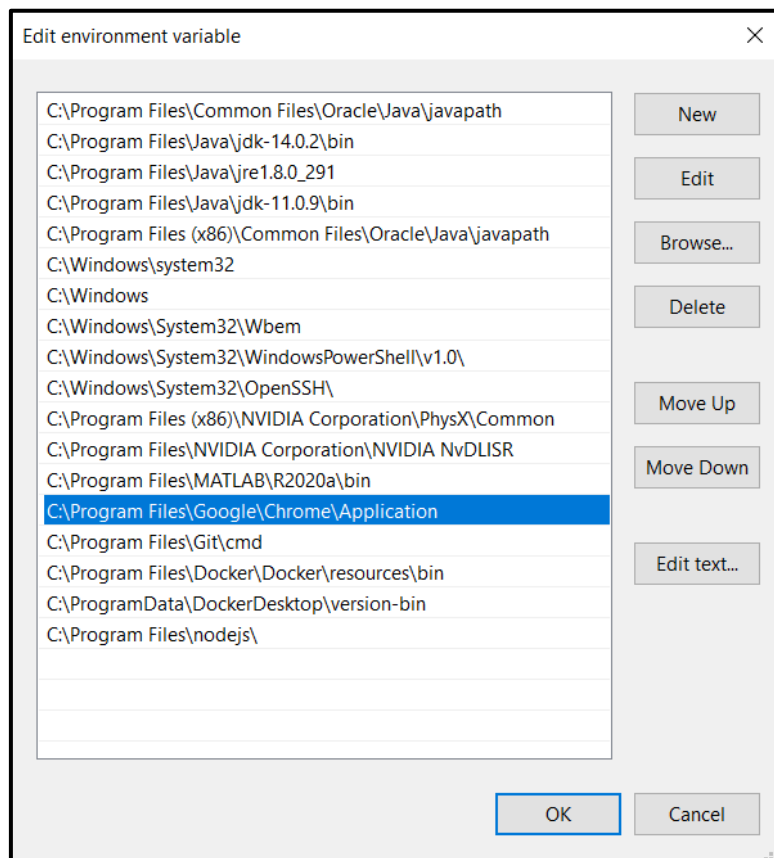 Edit environment variable
C:\Program Files\Common Files\Oracle\Java\javapath
C:\Program Files\Java\jdk-14.0.2\bin
C:\Program Files\Java\jre1.8.0_291
C:\Program Files\Java\jdk-11.0.9\bin
C:\Program Files (x86)\Common Files\Oracle\Java\javapath
C:\Windows\system32
C:\Windows
C:\Windows\System32\Wbem
C:\Windows\System32\WindowsPowerShell\v1.0\
C:\Windows\System32\OpenSSH\
C:\Program Files (x86)\NVIDIA Corporation\PhysX\Common
C:\Program Files\NVIDIA Corporation\NVIDIA NvDLISR
C:\Program Files\MATLAB\R2020a\bin
C:\Program Files\Google\Chrome\Application
C:\Program Files\Git\cmd
C:\Program Files\Docker\Docker\resources\bin
C:\ProgramData\DockerDesktop\version-bin
C:\Program Files\nodejs\
New
Edit
Browse...
Delete
Move Up
Move Down
Edit text...
OK
Cancel